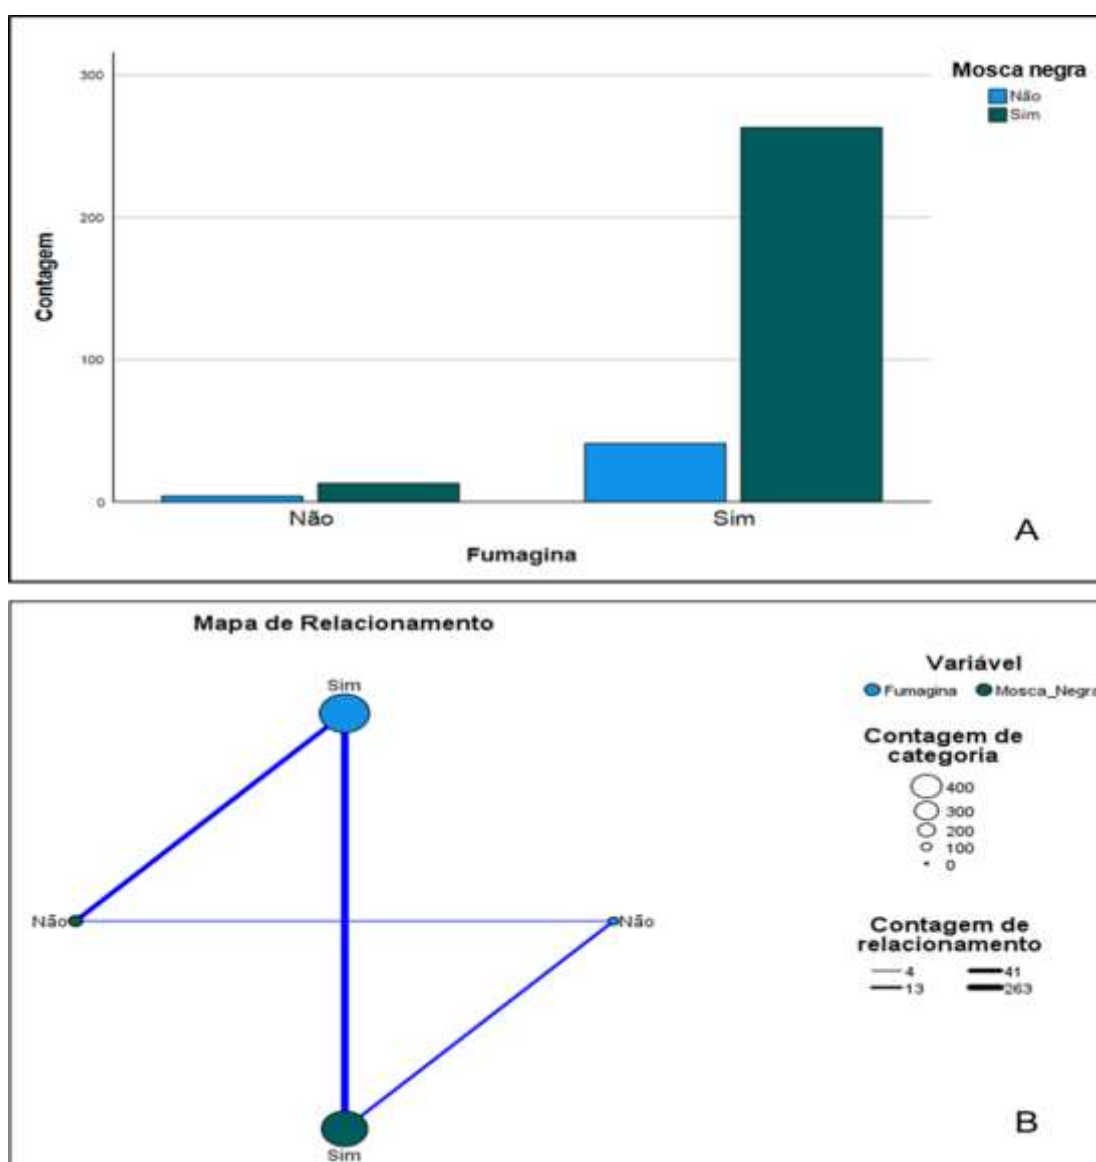 Mosca negra
Não
Sim
300
200
100
0
Contagem
Não
Sim
Fumagina
A
Mapa de Relacionamento
Variável
Fumagina
Mosca_Negra
Contagem de
categoria
400
300
200
100
0
Contagem de
relacionamento
4
41
13
263
Sim
Não
Não
Sim
B